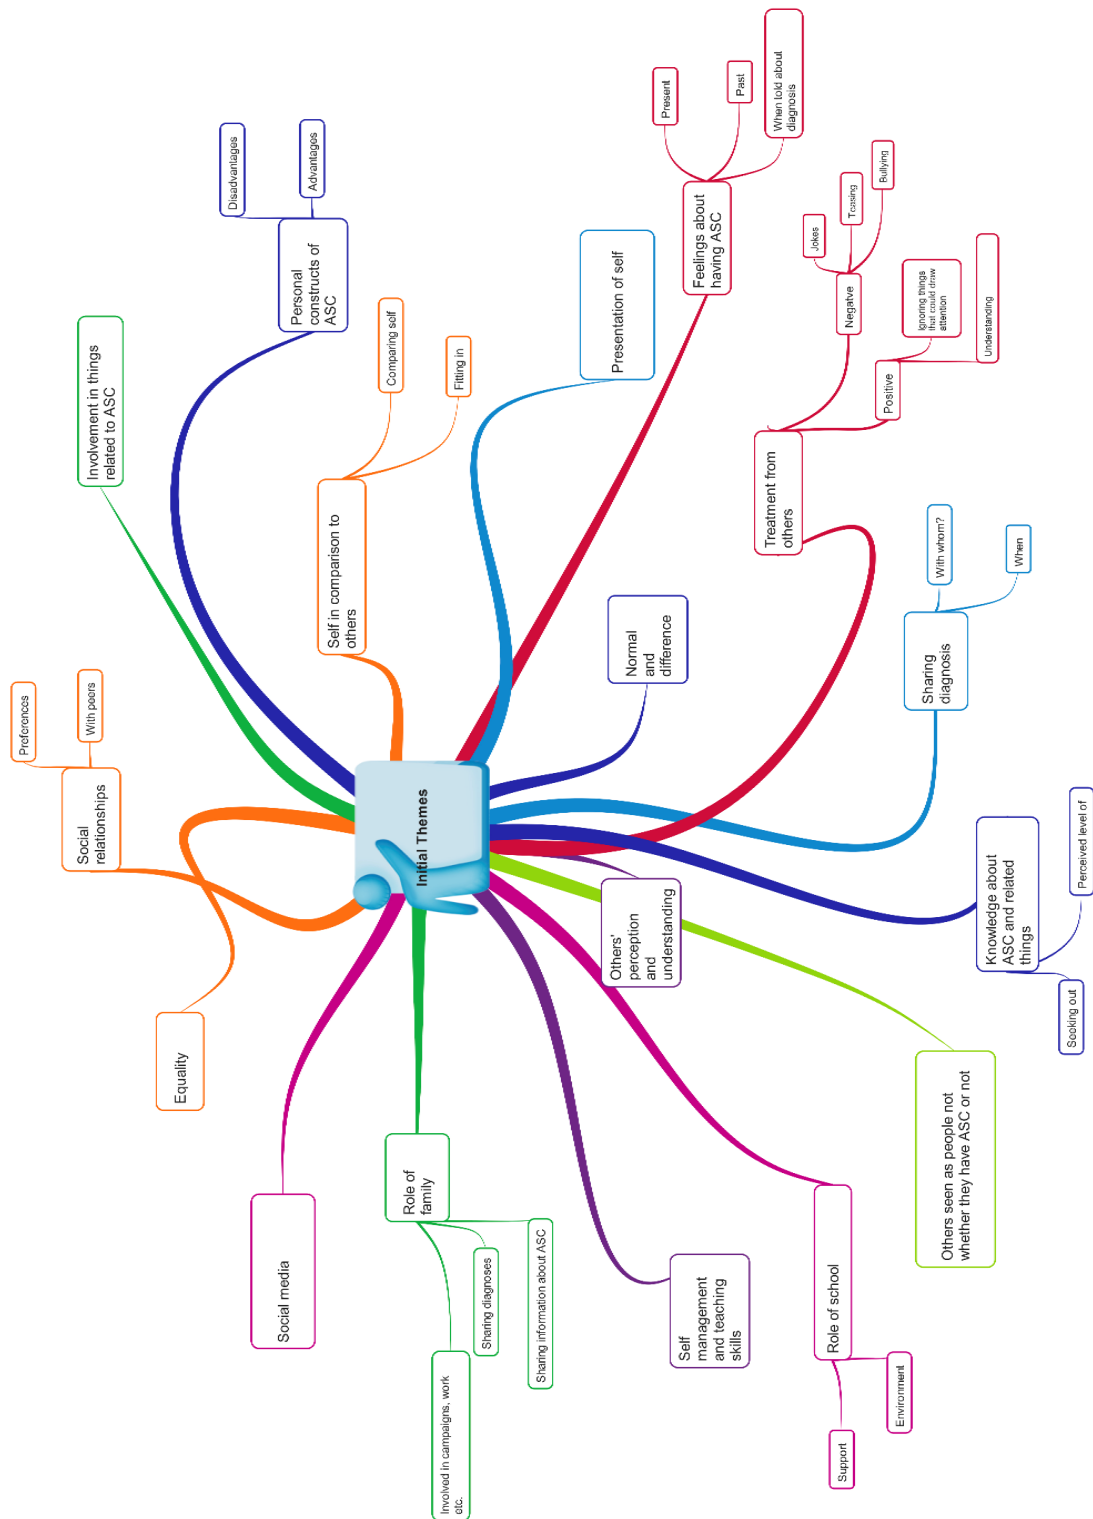 Initial Themes
Social
relationships
Preferences
With peers
Equality
Social media
Role of
family
Involved in campaigns, work
etc.
Sharing diagnoses
Sharing information about ASC
Self
management
and teaching
skills
Role of school
Support
Environment
Others'
perception
and
understanding
Others seen as people not
whether they have ASC or not
Knowledge about
ASC and related
things
Seeking out
Perceived level of
Sharing
diagnosis
With whom?
When
Normal
and
difference
Treatment from
others
Negatve
Jokes
Teasing
Bullying
Positive
Ignoring things
that could draw
attention
Understanding
Feelings about
having ASC
Present
Past
When told about
diagnosis
Presentation of self
Self in comparison to
others
Comparing self
Fitting in
Personal
constructs of
ASC
Disadvantages
Advantages
Involvement in things
related to ASC